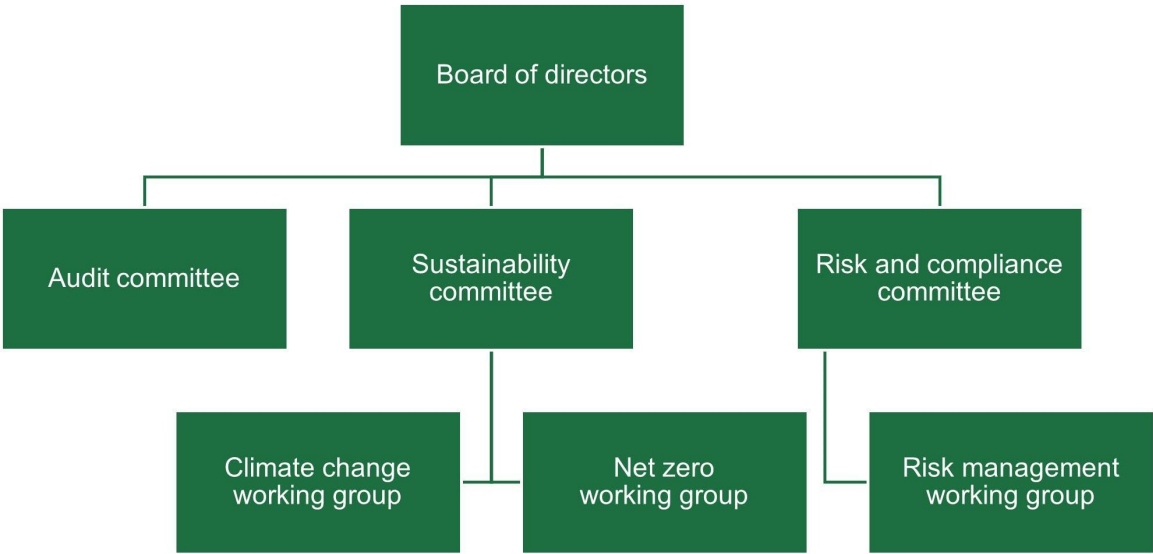 Board of directors
Audit committee
Sustainability
committee
Risk and compliance
committee
Climate change
working group
Net zero
working group
Risk management
working group